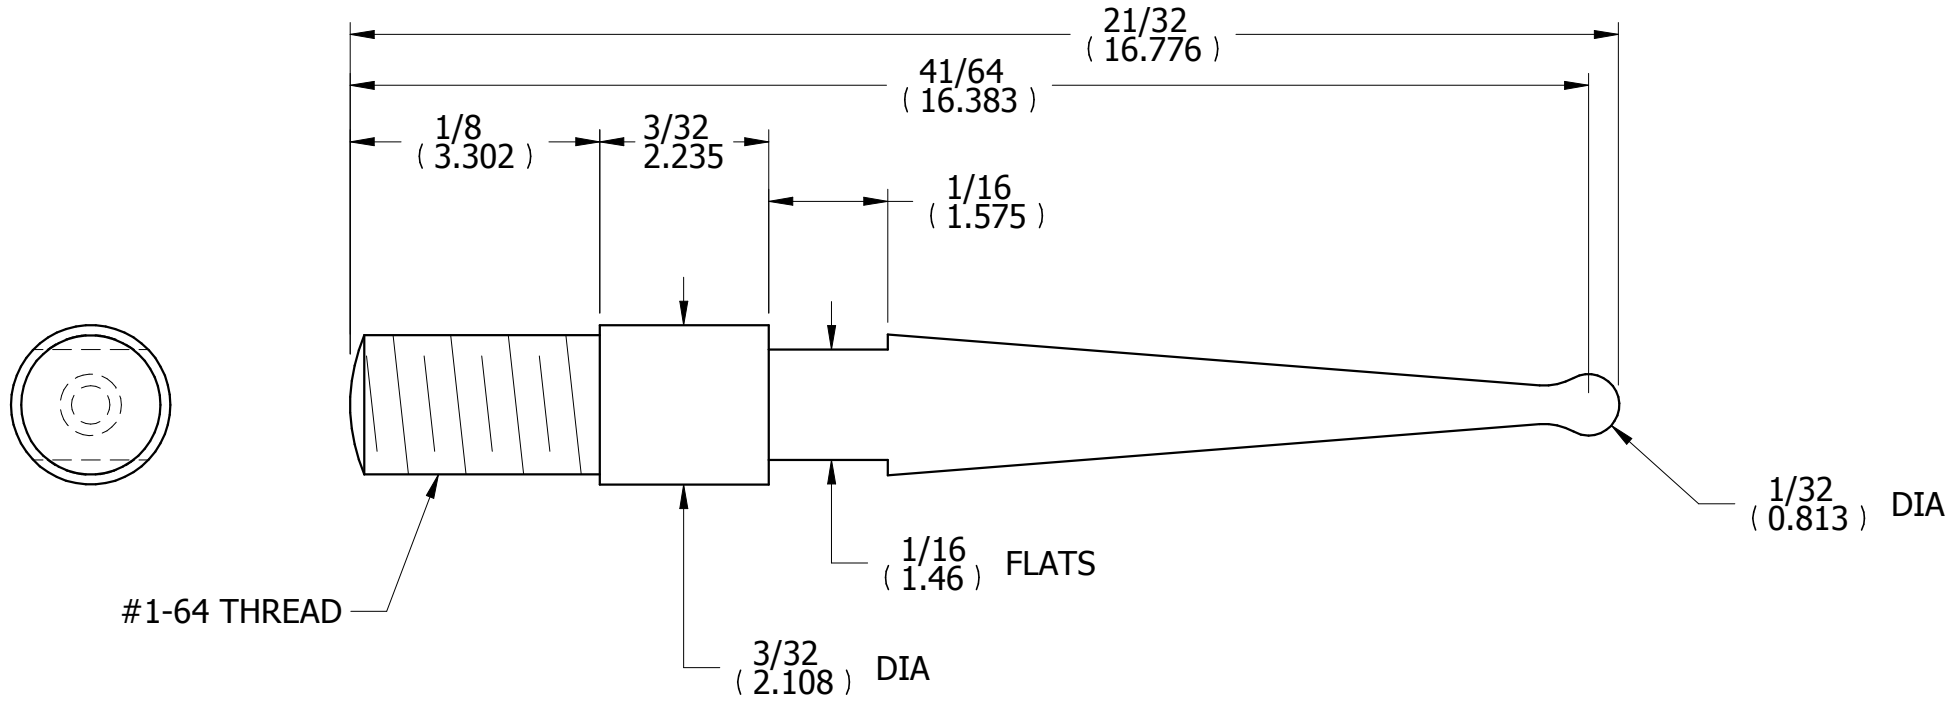 21/32
( 16.776 )
41/64
( 16.383 )
1/8
( 3.302 )
3/32
2.235
1/16
( 1.575 )
1/32
( 0.813 ) DIA
1/16
( 1.46 ) FLATS
#1-64 THREAD
3/32
( 2.108 ) DIA